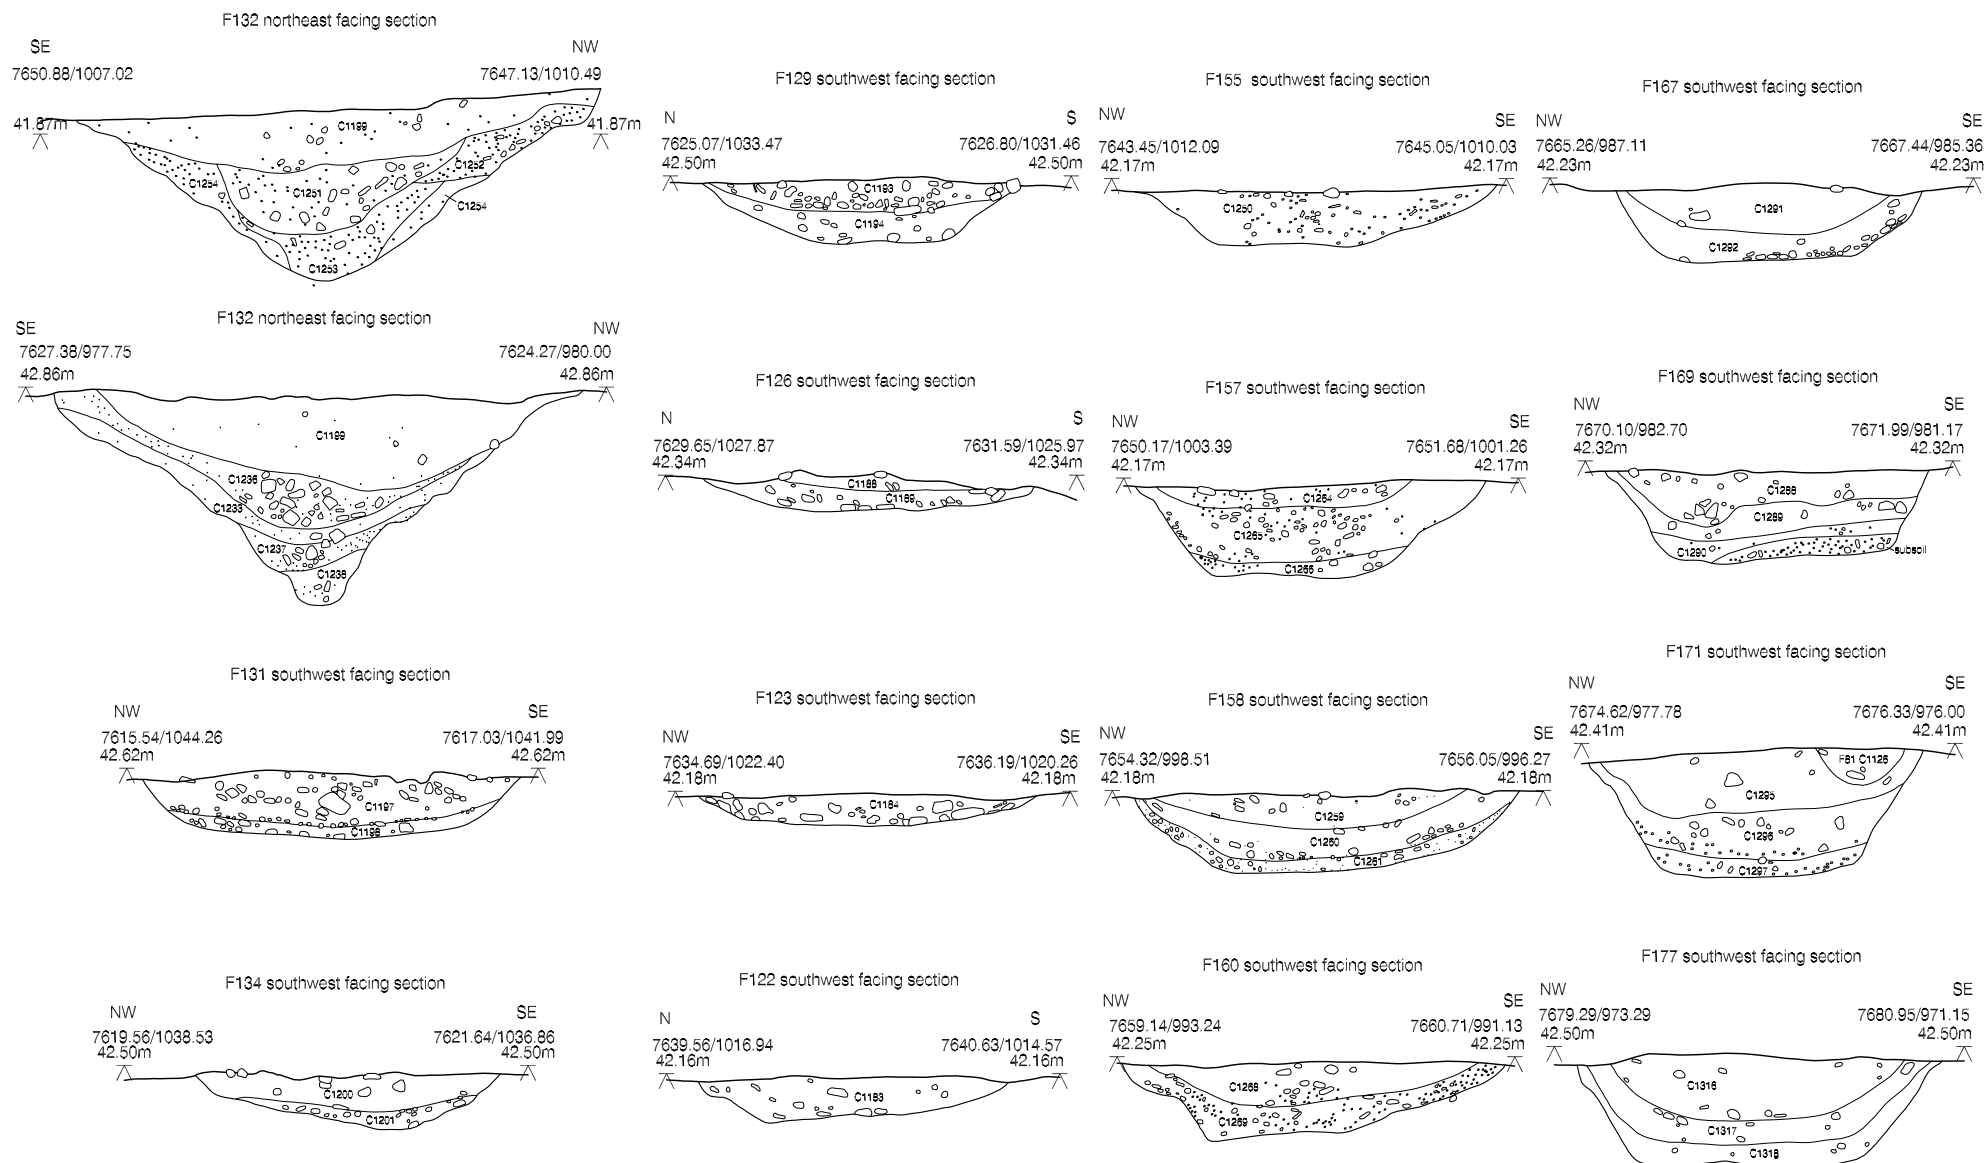 F132 northeast facing section
SE NW
7650.88/1007.02 7647.13/1010.49
41.87m 41.87m
C1199
C1252
C1254
C1251
C1254
C1253
F129 southwest facing section
N S
7625.07/1033.47 7626.80/1031.46
42.50m 42.50m
C1193
C1194
F155 southwest facing section
NW SE
7643.45/1012.09 7645.05/1010.03
42.17m 42.17m
C1250
F167 southwest facing section
NW SE
7665.26/987.11 7667.44/985.36
42.23m 42.23m
C1291
C1292
F132 northeast facing section
SE NW
7627.38/977.75 7624.27/980.00
42.86m 42.86m
C1199
C1236
C1233
C1237
C1238
F126 southwest facing section
N S
7629.65/1027.87 7631.59/1025.97
42.34m 42.34m
C1188
C1189
F157 southwest facing section
NW SE
7650.17/1003.39 7651.68/1001.26
42.17m 42.17m
C1264
C1265
C1266
F169 southwest facing section
NW SE
7670.10/982.70 7671.99/981.17
42.32m 42.32m
C1288
C1289
C1290
subsoil
F131 southwest facing section
NW SE
7615.54/1044.26 7617.03/1041.99
42.62m 42.62m
C1197
C1198
F123 southwest facing section
NW SE
7634.69/1022.40 7636.19/1020.26
42.18m 42.18m
C1184
F158 southwest facing section
NW SE
7654.32/998.51 7656.05/996.27
42.18m 42.18m
C1259
C1260
C1261
F171 southwest facing section
NW SE
7674.62/977.78 7676.33/976.00
42.41m 42.41m
F81 C1126
C1295
C1296
C1297
F134 southwest facing section
NW SE
7619.56/1038.53 7621.64/1036.86
42.50m 42.50m
C1200
C1201
F122 southwest facing section
N S
7639.56/1016.94 7640.63/1014.57
42.16m 42.16m
C1183
F160 southwest facing section
NW SE
7659.14/993.24 7660.71/991.13
42.25m 42.25m
C1268
C1269
F177 southwest facing section
NW SE
7679.29/973.29 7680.95/971.15
42.50m 42.50m
C1316
C1317
C1318